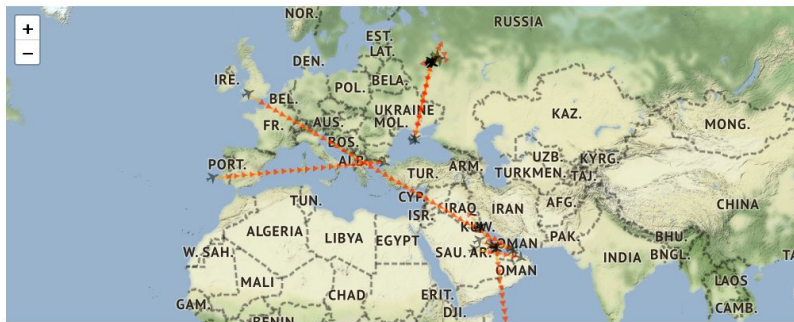 +
−
NOR.
RUSSIA
EST.
LAT.
DEN.
IRE.
BELA.
POL.
BEL.
UKRAINE
KAZ.
MOL.
FR.
AUS.
MONG.
BOS.
ALB.
UZB.
KYRG.
PORT.
ARM.
TUR.
TURKMEN.
TAJ.
CYP.
TUN.
AFG.
CHINA
IRAQ
IRAN
ISR.
ALGERIA
KUW.
PAK.
BHU.
LIBYA
EGYPT
OMAN
W. SAH.
SAU. AR.
INDIA
BNGL.
OMAN
MALI
LAOS
CHAD
ERIT.
GAM.
CAMB.
DJI.
BENIN